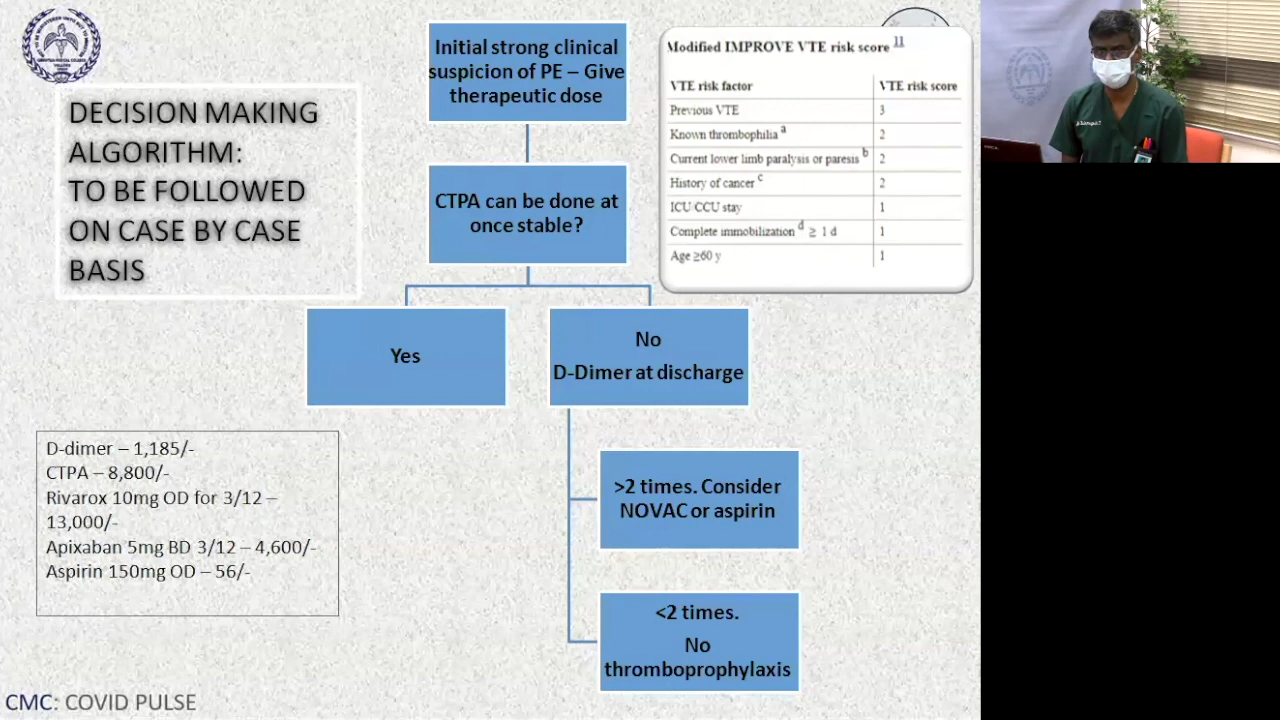 DECISION MAKING
ALGORITHM:
TO BE FOLLOWED
ON CASE BY CASE
BASIS
Initial strong clinical
suspicion of PE – Give
therapeutic dose
CTPA can be done at
once stable?
Yes
No
D-Dimer at discharge
>2 times. Consider
NOVAC or aspirin
<2 times.
No
thromboprophylaxis
Modified IMPROVE VTE risk score 11
VTE risk factor VTE risk score
Previous VTE 3
Known thrombophilia a 2
Current lower limb paralysis or paresis b 2
History of cancer c 2
ICU/CCU stay 1
Complete immobilization d ≥ 1 d 1
Age ≥60 y 1
D-dimer – 1,185/-
CTPA – 8,800/-
Rivarox 10mg OD for 3/12 –
13,000/-
Apixaban 5mg BD 3/12 – 4,600/-
Aspirin 150mg OD – 56/-
CMC: COVID PULSE